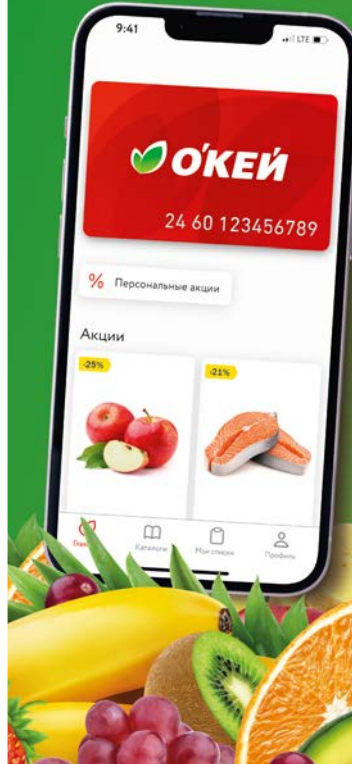 9:41
LTE
О'КЕЙ
24 60 123456789
% Персональные акции
Акции
-25%
-21%
Каталоги
Мои списки
Профиль